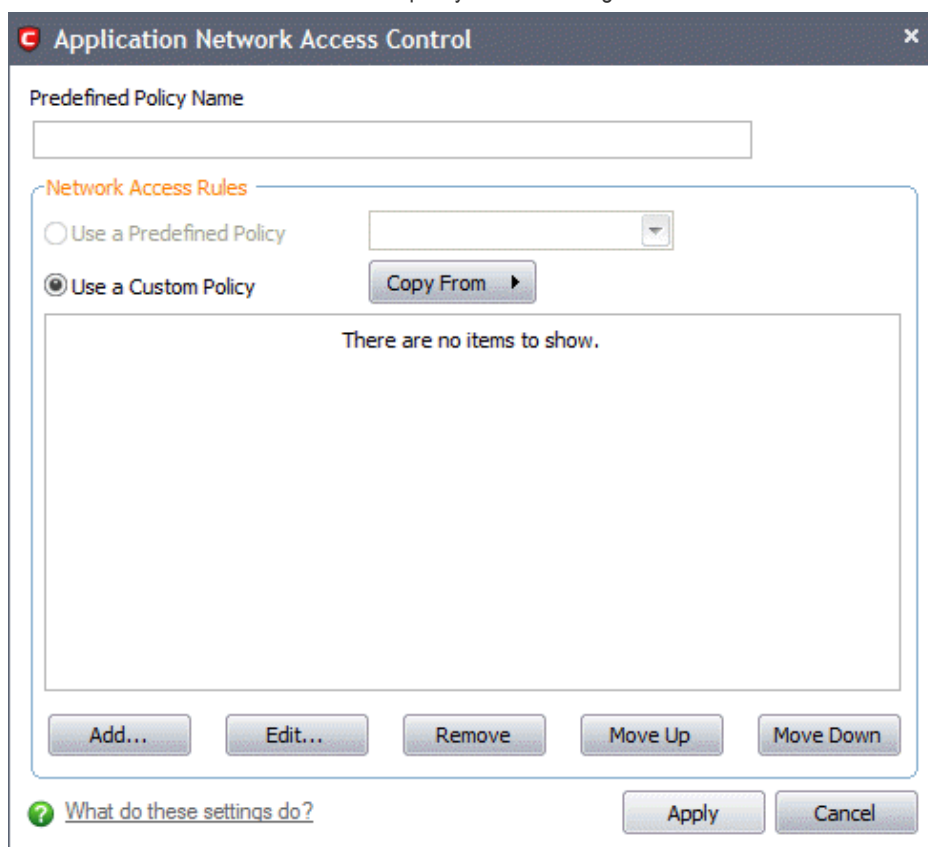 Application Network Access Control
Predefined Policy Name
Network Access Rules
Use a Predefined Policy
Use a Custom Policy
Copy From
There are no items to show.
Add...
Edit...
Remove
Move Up
Move Down
What do these settings do?
Apply
Cancel